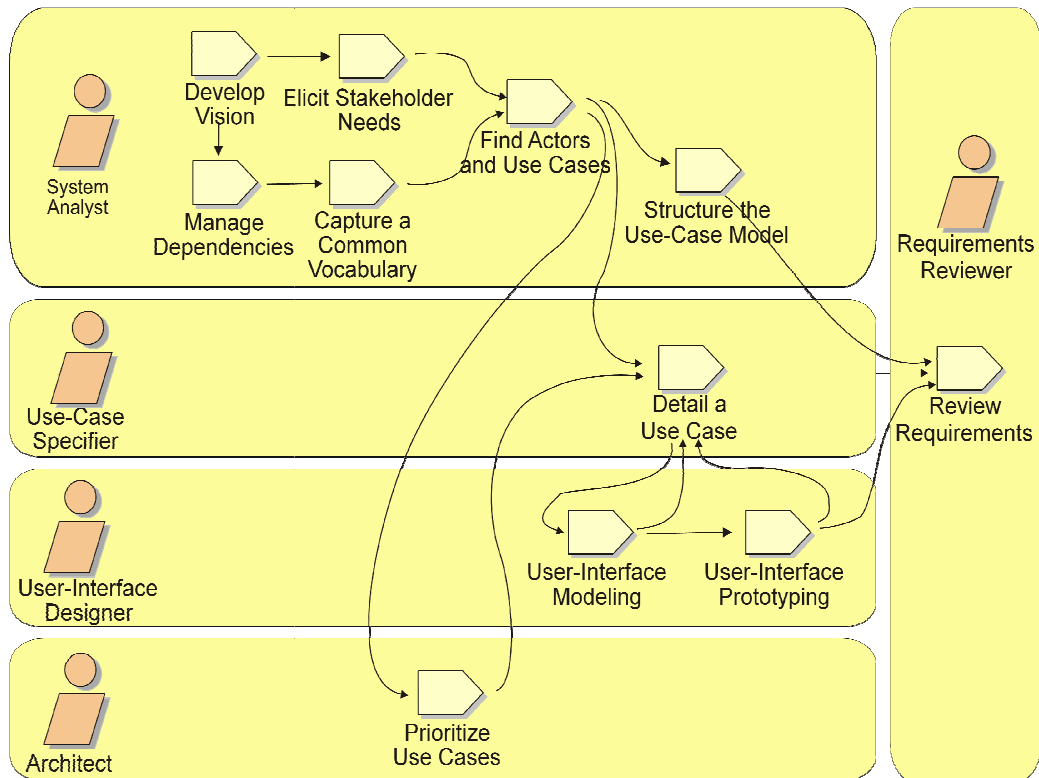 System
Analyst
Develop
Vision
Elicit Stakeholder
Needs
Find Actors
and Use Cases
Manage
Dependencies
Capture a
Common
Vocabulary
Structure the
Use-Case Model
Requirements
Reviewer
Use-Case
Specifier
Detail a
Use Case
Review
Requirements
User-Interface
Designer
User-Interface
Modeling
User-Interface
Prototyping
Architect
Prioritize
Use Cases